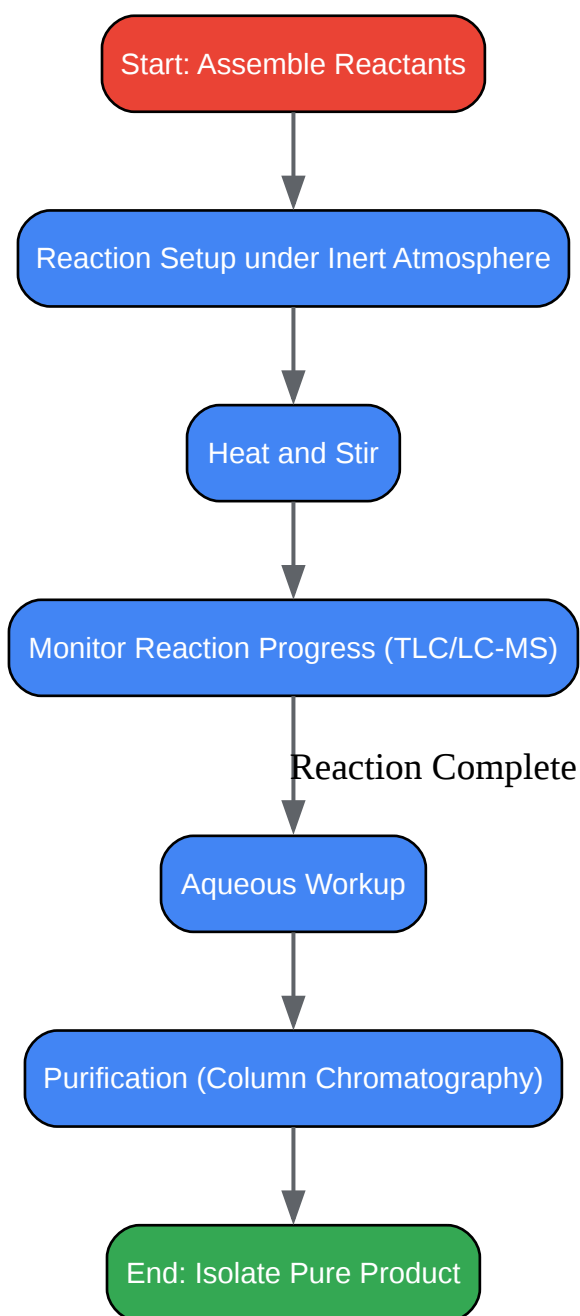 Start: Assemble Reactants
Reaction Setup under Inert Atmosphere
Heat and Stir
Monitor Reaction Progress (TLC/LC-MS)
Reaction Complete
Aqueous Workup
Purification (Column Chromatography)
End: Isolate Pure Product